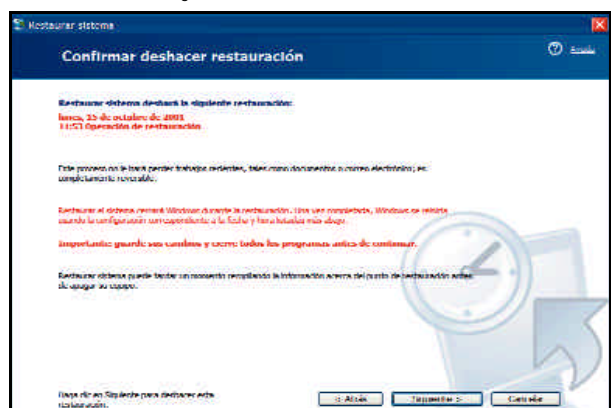 Restaurar sistema
Confirmar deshacer restauración
Ayuda
Restaurar sistema deshará la siguiente restauración:
lunes, 15 de octubre de 2001
11:53 Operación de restauración
Este proceso no le hará perder trabajos recientes, tales como documentos o correo electrónico; es
completamente reversible.
Restaurar el sistema cerrará Windows durante la restauración. Una vez completada, Windows se reinicia
usando la configuración correspondiente a la fecha y hora listadas más abajo.
Importante: guarde sus cambios y cierre todos los programas antes de continuar.
Restaurar sistema puede tardar un momento recopilando la información acerca del punto de restauración antes
de apagar su equipo.
Haga clic en Siguiente para deshacer esta
restauración.
< Atrás
Siguiente >
Cancelar